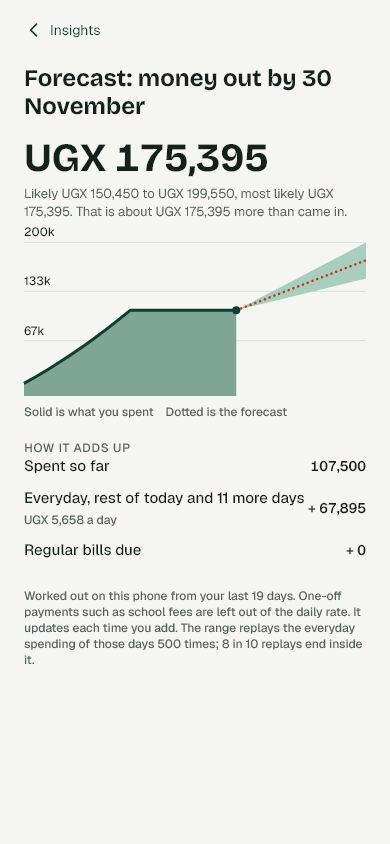 Insights
Forecast: money out by 30
November
UGX 175,395
Likely UGX 150,450 to UGX 199,550, most likely UGX
175,395. That is about UGX 175,395 more than came in.
200k
133k
67k
Solid is what you spent Dotted is the forecast
HOW IT ADDS UP
Spent so far 107,500
Everyday, rest of today and 11 more days + 67,895
UGX 5,658 a day
Regular bills due + 0
Worked out on this phone from your last 19 days. One-off
payments such as school fees are left out of the daily rate. It
updates each time you add. The range replays the everyday
spending of those days 500 times; 8 in 10 replays end inside
it.